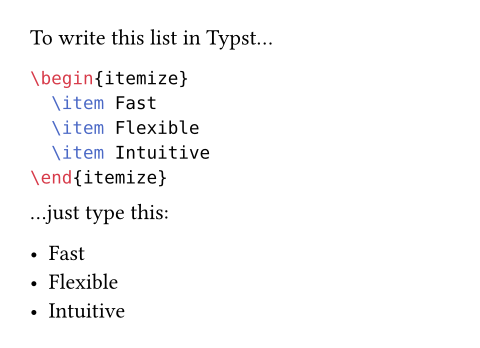 To write this list in Typst…
\begin{itemize}
  \item Fast
  \item Flexible
  \item Intuitive
\end{itemize}
…just type this:
• Fast
• Flexible
• Intuitive